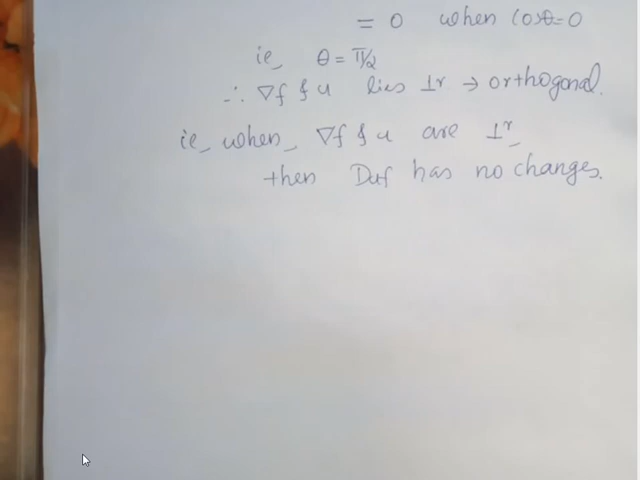 = 0 when Cosθ=0
ie, θ = π/2
∴ ∇f & u lies ⊥r → orthogonal.
ie, when, ∇f & u are ⊥r,
then Duf has no changes.